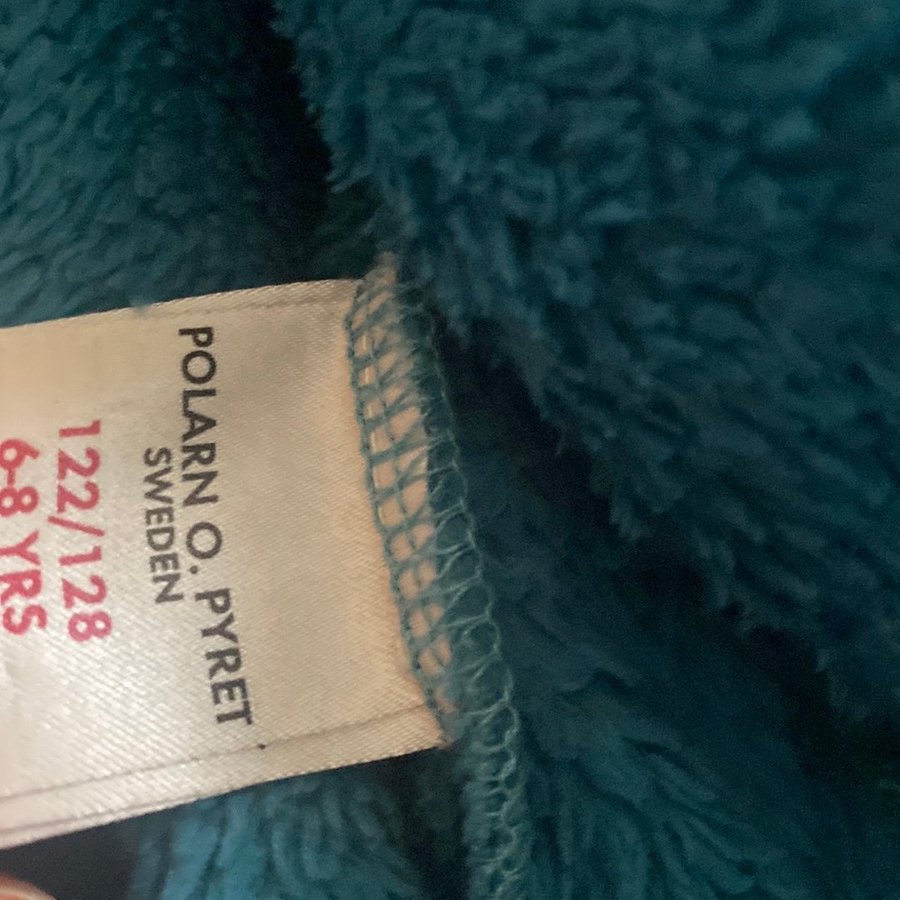 POLARN O. PYRET
SWEDEN
122/128
6-8 YRS